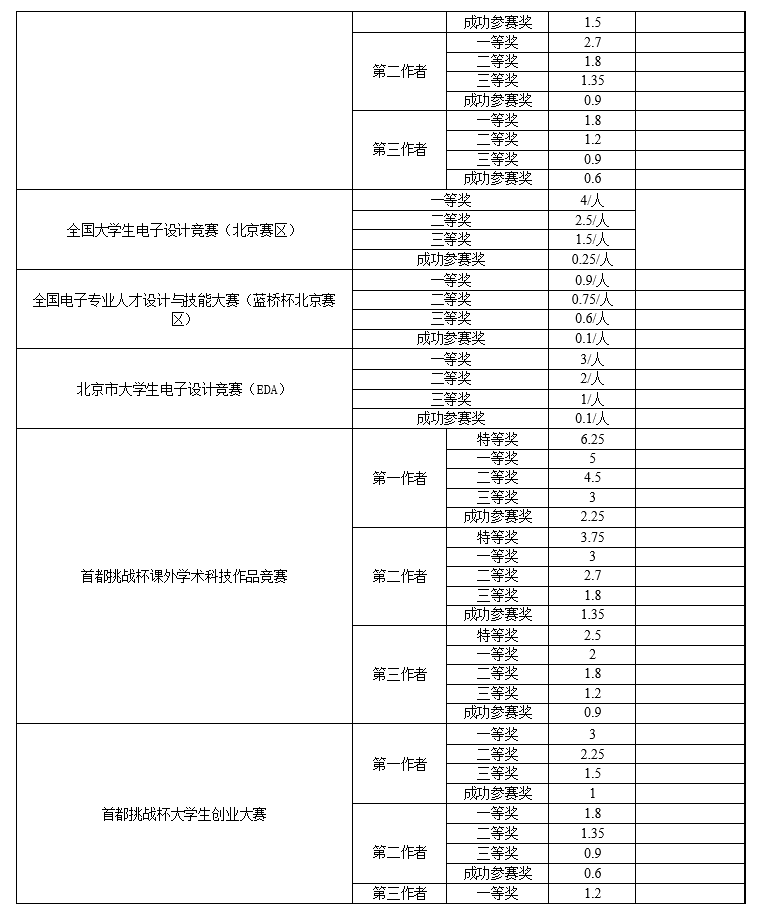 成功参赛奖 1.5
第二作者
一等奖 2.7
二等奖 1.8
三等奖 1.35
成功参赛奖 0.9
第三作者
一等奖 1.8
二等奖 1.2
三等奖 0.9
成功参赛奖 0.6
全国大学生电子设计竞赛（北京赛区）
一等奖 4/人
二等奖 2.5/人
三等奖 1.5/人
成功参赛奖 0.25/人
全国电子专业人才设计与技能大赛（蓝桥杯北京赛
区）
一等奖 0.9/人
二等奖 0.75/人
三等奖 0.6/人
成功参赛奖 0.1/人
北京市大学生电子设计竞赛（EDA）
一等奖 3/人
二等奖 2/人
三等奖 1/人
成功参赛奖 0.1/人
首都挑战杯课外学术科技作品竞赛
第一作者
特等奖 6.25
一等奖 5
二等奖 4.5
三等奖 3
成功参赛奖 2.25
第二作者
特等奖 3.75
一等奖 3
二等奖 2.7
三等奖 1.8
成功参赛奖 1.35
第三作者
特等奖 2.5
一等奖 2
二等奖 1.8
三等奖 1.2
成功参赛奖 0.9
首都挑战杯大学生创业大赛
第一作者
一等奖 3
二等奖 2.25
三等奖 1.5
成功参赛奖 1
第二作者
一等奖 1.8
二等奖 1.35
三等奖 0.9
成功参赛奖 0.6
第三作者 一等奖 1.2